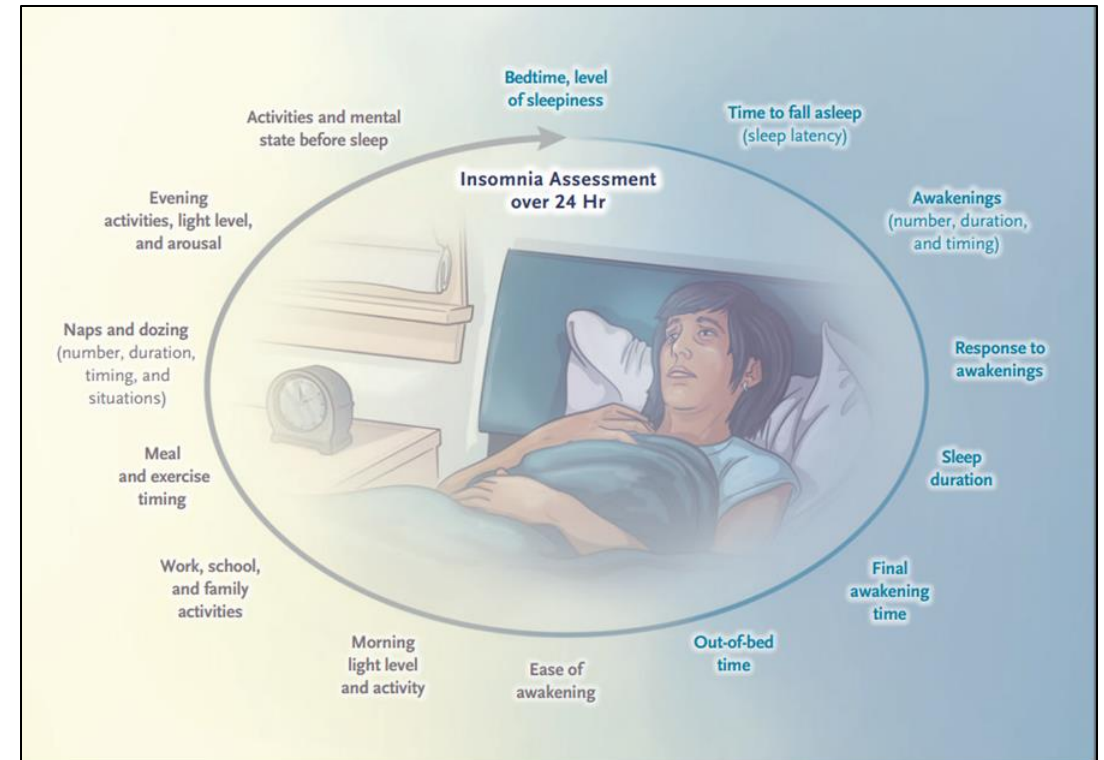 Insomnia Assessment
over 24 Hr
Bedtime, level
of sleepiness
Time to fall asleep
(sleep latency)
Awakenings
(number, duration,
and timing)
Response to
awakenings
Sleep
duration
Final
awakening
time
Out-of-bed
time
Ease of
awakening
Morning
light level
and activity
Work, school,
and family
activities
Meal
and exercise
timing
Naps and dozing
(number, duration,
timing, and
situations)
Evening
activities, light level,
and arousal
Activities and mental
state before sleep